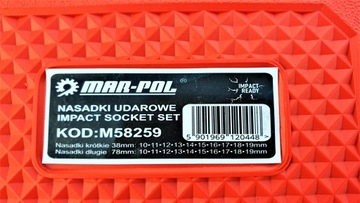 MAR-POL
IMPACT
READY
NASADKI UDAROWE
IMPACT SOCKET SET
KOD:M58259
5 901969 120448 >
Nasadki krótkie 38mm: 10•11•12•13•14•15•16•17•18•19mm
Nasadki długie 78mm: 10•11•12•13•14•15•16•17•18•19mm